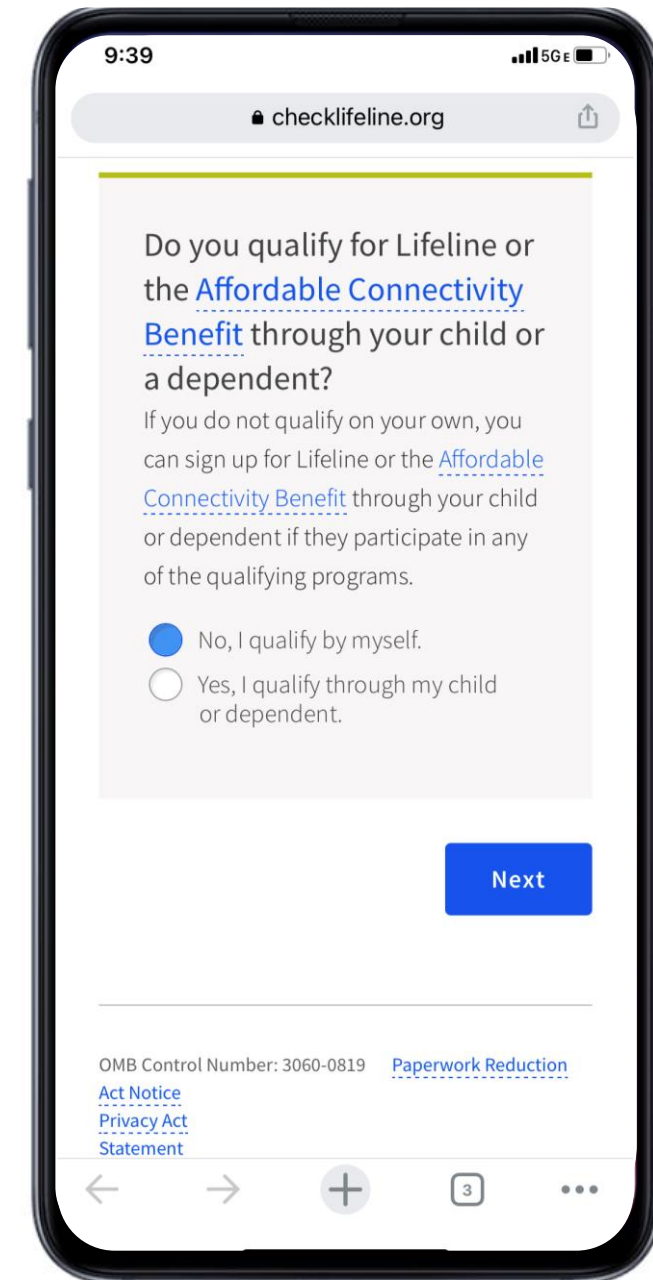 9:39
5GE
checklifeline.org
Do you qualify for Lifeline or
the Affordable Connectivity
Benefit through your child or
a dependent?
If you do not qualify on your own, you
can sign up for Lifeline or the Affordable
Connectivity Benefit through your child
or dependent if they participate in any
of the qualifying programs.
No, I qualify by myself.
Yes, I qualify through my child
or dependent.
Next
OMB Control Number: 3060-0819 Paperwork Reduction
Act Notice
Privacy Act
Statement
3